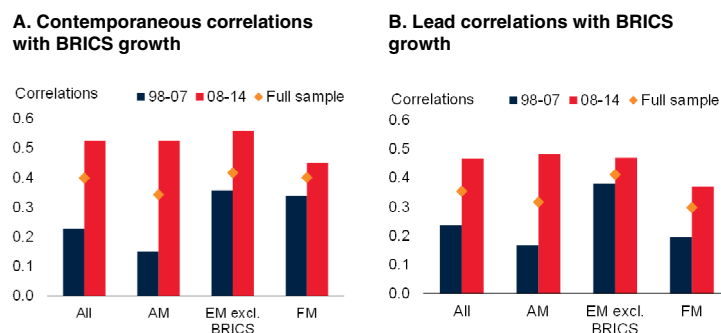 A. Contemporaneous correlations
with BRICS growth
Correlations
98-07 08-14 Full sample
0.6
0.5
0.4
0.3
0.2
0.1
0.0
All AM EM excl. FM
BRICS
B. Lead correlations with BRICS
growth
Correlations
98-07 08-14 Full sample
0.6
0.5
0.4
0.3
0.2
0.1
0.0
All AM EM excl. FM
BRICS